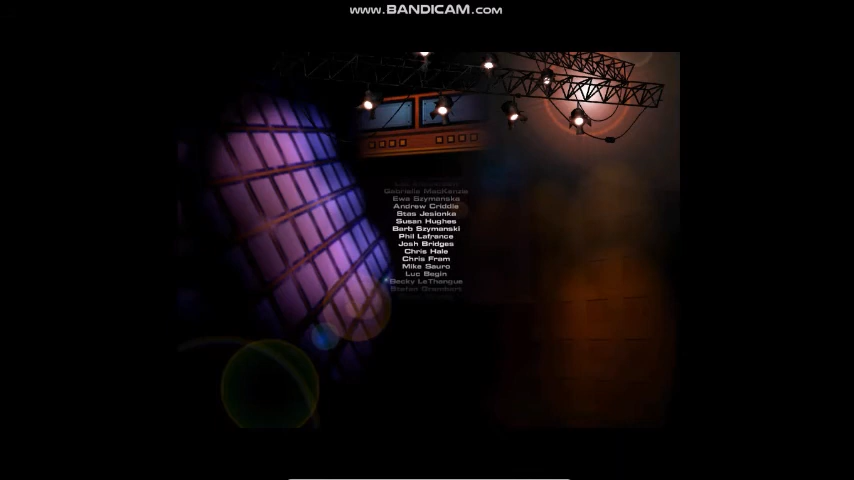 www.BANDICAM.com
Gabrielle MacKenzie
Ewa Szymanska
Andrew Criddle
Stas Jesionka
Susan Hughes
Barb Szymanski
Phil Lafrance
Josh Bridges
Chris Hale
Chris Fram
Mike Sauro
Luc Begin
Becky LeThangue